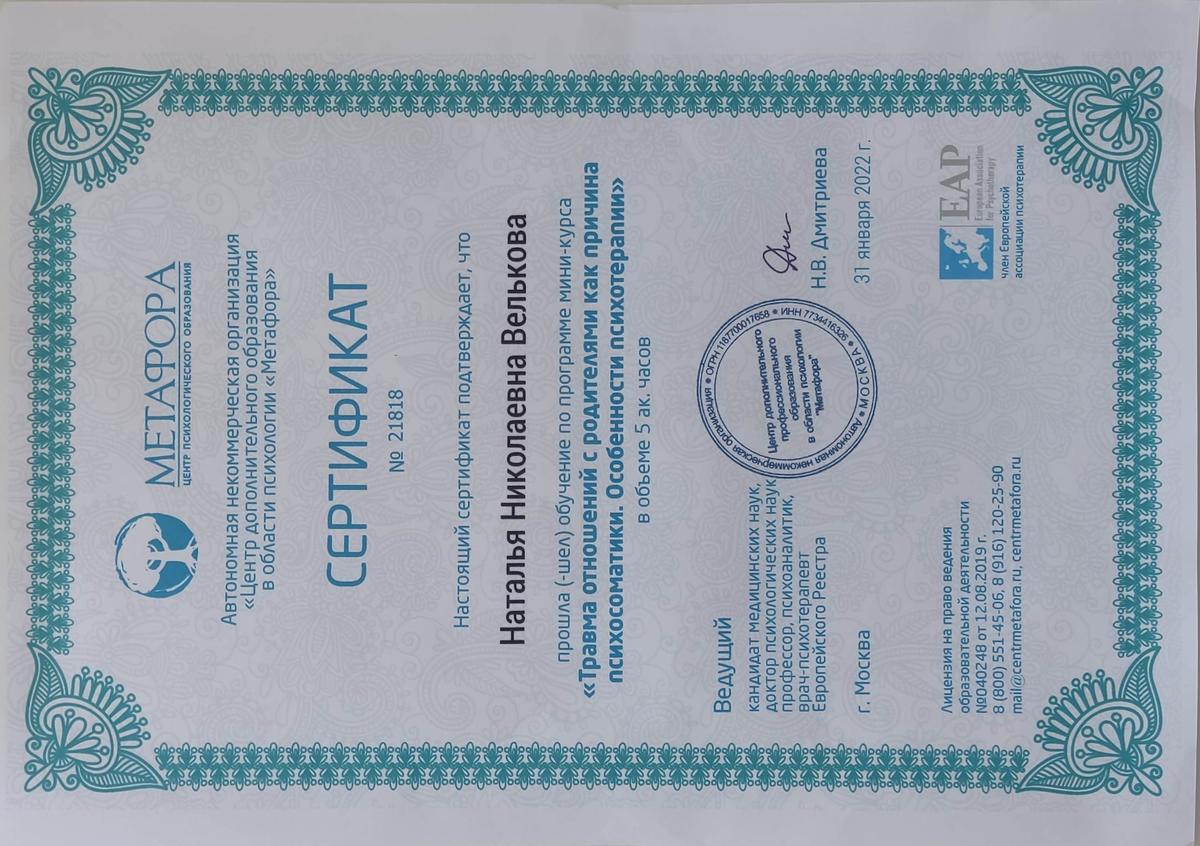 МЕТАФОРА
ЦЕНТР ПСИХОЛОГИЧЕСКОГО ОБРАЗОВАНИЯ
Автономная некоммерческая организация
«Центр дополнительного образования
в области психологии «Метафора»
СЕРТИФИКАТ
№ 21818
Настоящий сертификат подтверждает, что
Наталья Николаевна Велькова
прошла (-шел) обучение по программе мини-курса
«Травма отношений с родителями как причина
психосоматики. Особенности психотерапии»
в объеме 5 ак. часов
Ведущий
кандидат медицинских наук,
доктор психологических наук
профессор, психоаналитик,
врач-психотерапевт
Европейского Реестра
Автономная некоммерческая организация • ОГРН 1187700017658 • ИНН 7734416326 • МОСКВА •
Центр дополнительного
профессионального
образования
в области психологии
"Метафора"
Н.В. Дмитриева
г. Москва
31 января 2022 г.
Лицензия на право ведения
образовательной деятельности
№040248 от 12.08.2019 г.
8 (800) 551-45-06, 8 (916) 120-25-90
mail@centrmetafora.ru, centrmetafora.ru
EAP
European Association
for Psychotherapy
член Европейской
ассоциации психотерапии